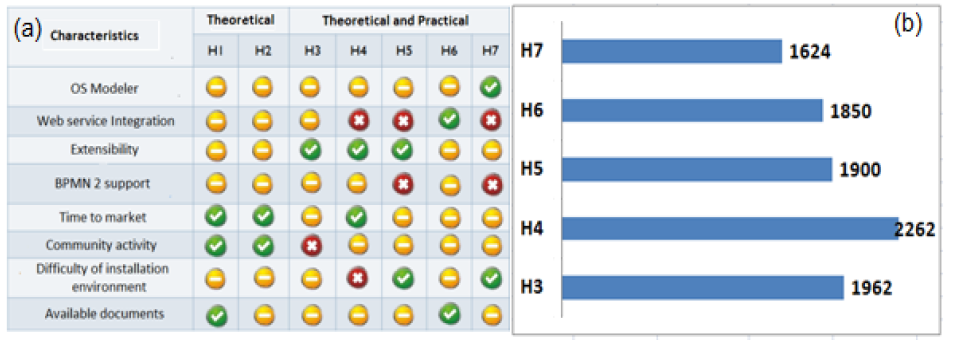 (a)
Characteristics
Theoretical
Theoretical and Practical
H1 H2 H3 H4 H5 H6 H7
OS Modeler
Web service Integration
Extensibility
BPMN 2 support
Time to market
Community activity
Difficulty of installation
environment
Available documents
(b)
H7 1624
H6 1850
H5 1900
H4 2262
H3 1962